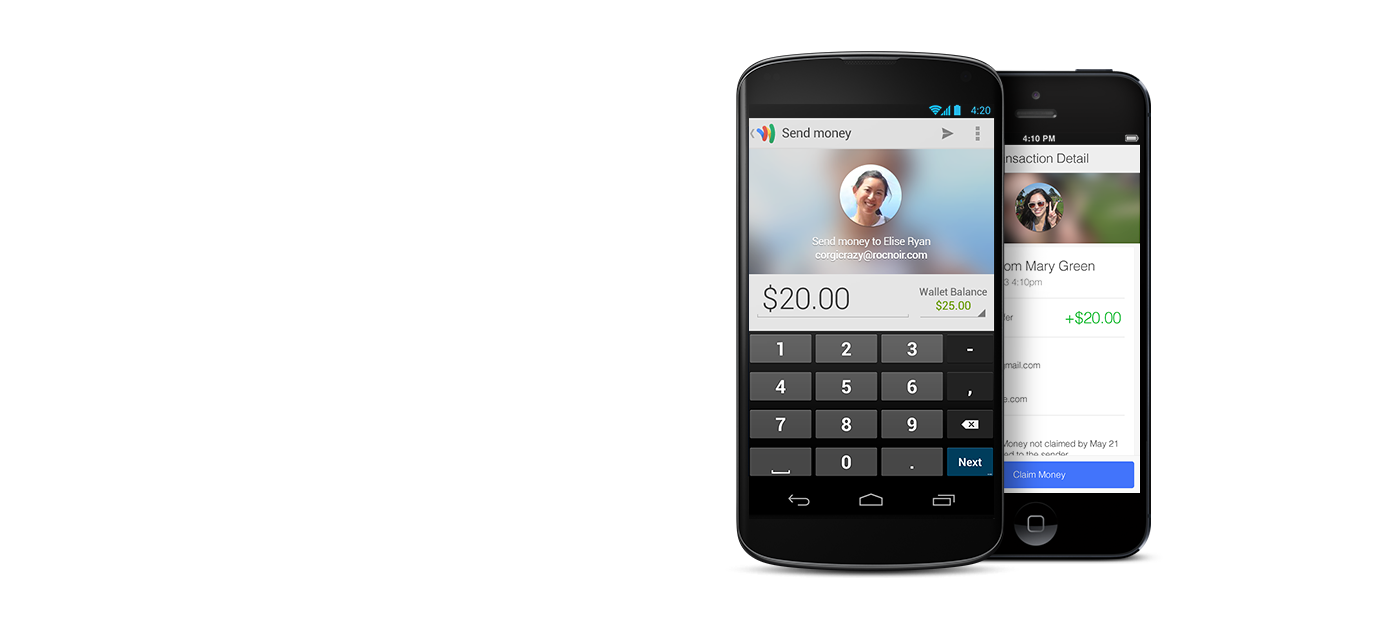 4:20
Send money
Send money to Elise Ryan
corgicrazy@rocnoir.com
$20.00
Wallet Balance
$25.00
1 2 3 -
4 5 6 ,
7 8 9
0 . Next
4:10 PM
nsaction Detail
om Mary Green
3 4:10pm
fer +$20.00
mail.com
e.com
Money not claimed by May 21
ed to the sender
Claim Money